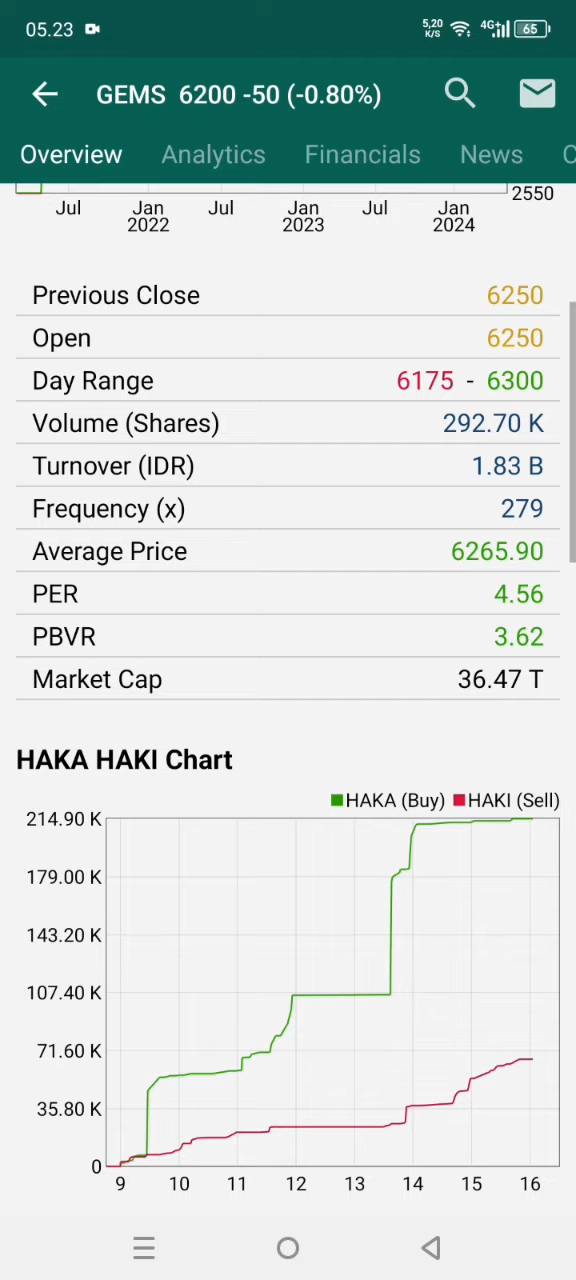 05.23
5,20 K/S 4G+ 65
GEMS 6200 -50 (-0.80%)
Overview Analytics Financials News C
2550
Jul Jan Jul Jan Jul Jan
2022 2023 2024
Previous Close 6250
Open 6250
Day Range 6175 - 6300
Volume (Shares) 292.70 K
Turnover (IDR) 1.83 B
Frequency (x) 279
Average Price 6265.90
PER 4.56
PBVR 3.62
Market Cap 36.47 T
HAKA HAKI Chart
HAKA (Buy) HAKI (Sell)
214.90 K
179.00 K
143.20 K
107.40 K
71.60 K
35.80 K
0
9 10 11 12 13 14 15 16